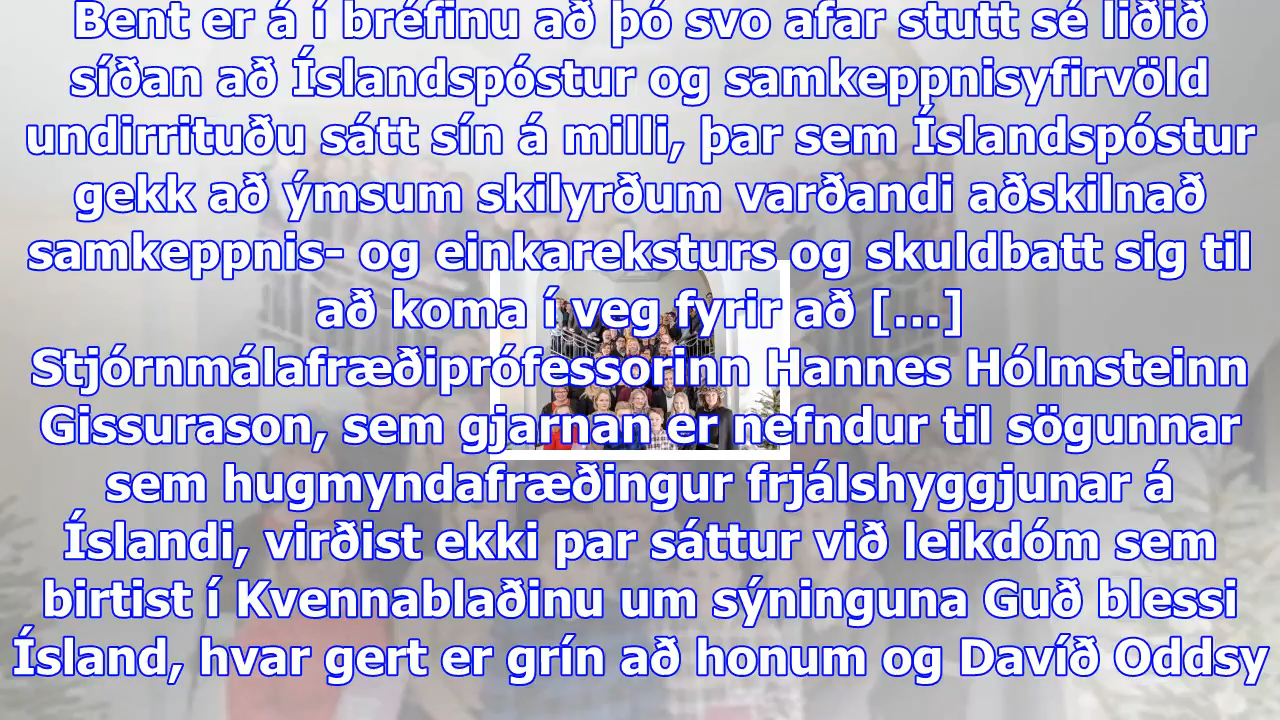 Bent er á í bréfinu að þó svo afar stutt sé liðið
síðan að Íslandspóstur og samkeppnisyfirvöld
undirrituðu sátt sín á milli, þar sem Íslandspóstur
gekk að ýmsum skilyrðum varðandi aðskilnað
samkeppnis- og einkareksturs og skuldbatt sig til
að koma í veg fyrir að [...]
Stjórnmálafræðiprófessorinn Hannes Hólmsteinn
Gissurason, sem gjarnan er nefndur til sögunnar
sem hugmyndafræðingur frjálshyggjunar á
Íslandi, virðist ekki par sáttur við leikdóm sem
birtist í Kvennablaðinu um sýninguna Guð blessi
Ísland, hvar gert er grín að honum og Davíð Oddsy